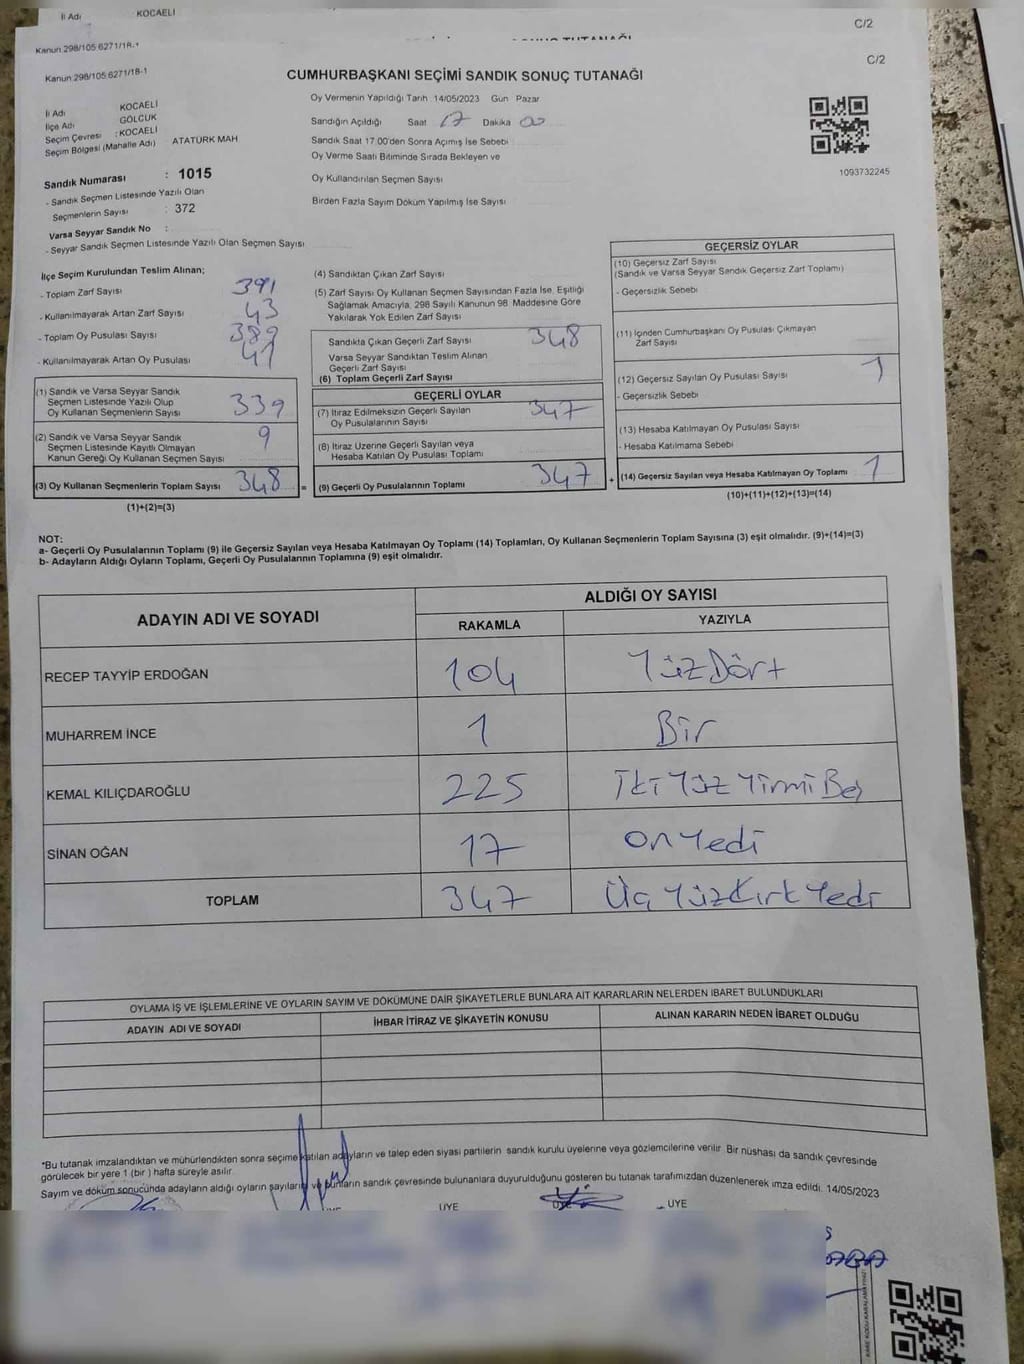 İl Adı KOCAELİ
C/2
Kanun 298/105.6271/18-1
Kanun 298/105.6271/18-1
C/2
CUMHURBAŞKANI SEÇİMİ SANDIK SONUÇ TUTANAĞI
Oy Vermenin Yapıldığı Tarih 14/05/2023 Gün Pazar
İl Adı KOCAELİ
İlçe Adı GÖLCÜK
Seçim Çevresi : KOCAELİ
Seçim Bölgesi (Mahalle Adı) ATATÜRK MAH
Sandık Numarası : 1015
- Sandık Seçmen Listesinde Yazılı Olan
Seçmenlerin Sayısı : 372
Varsa Seyyar Sandık No :
- Seyyar Sandık Seçmen Listesinde Yazılı Olan Seçmen Sayısı
Sandığın Açıldığı Saat 17 Dakika 00
Sandık Saat 17.00'den Sonra Açımış İse Sebebi
Oy Verme Saati Bitiminde Sırada Bekleyen ve
Oy Kullandırılan Seçmen Sayısı
Birden Fazla Sayım Döküm Yapılmış İse Sayısı
1093732245
İlçe Seçim Kurulundan Teslim Alınan;
- Toplam Zarf Sayısı 391
- Kullanılmayarak Artan Zarf Sayısı 43
- Toplam Oy Pusulası Sayısı 389
- Kullanılmayarak Artan Oy Pusulası 41
(1) Sandık ve Varsa Seyyar Sandık
Seçmen Listesinde Yazılı Olup
Oy Kullanan Seçmenlerin Sayısı 339
(2) Sandık ve Varsa Seyyar Sandık
Seçmen Listesinde Kayıtlı Olmayan
Kanun Gereği Oy Kullanan Seçmen Sayısı 9
(3) Oy Kullanan Seçmenlerin Toplam Sayısı 348
(1)+(2)=(3)
(4) Sandıktan Çıkan Zarf Sayısı
(5) Zarf Sayısı Oy Kullanan Seçmen Sayısından Fazla İse, Eşitliği
Sağlamak Amacıyla, 298 Sayılı Kanunun 98. Maddesine Göre
Yakılarak Yok Edilen Zarf Sayısı
Sandıkta Çıkan Geçerli Zarf Sayısı 348
Varsa Seyyar Sandıktan Teslim Alınan
Geçerli Zarf Sayısı
(6) Toplam Geçerli Zarf Sayısı
GEÇERLİ OYLAR
(7) İtiraz Edilmeksizin Geçerli Sayılan
Oy Pusulalarının Sayısı 347
(8) İtiraz Üzerine Geçerli Sayılan veya
Hesaba Katılan Oy Pusulası Toplamı
= (9) Geçerli Oy Pusulalarının Toplamı 347
GEÇERSİZ OYLAR
(10) Geçersiz Zarf Sayısı
(Sandık ve Varsa Seyyar Sandık Geçersiz Zarf Toplamı)
- Geçersizlik Sebebi
(11) İçinden Cumhurbaşkanı Oy Pusulası Çıkmayan
Zarf Sayısı
(12) Geçersiz Sayılan Oy Pusulası Sayısı 1
- Geçersizlik Sebebi
(13) Hesaba Katılmayan Oy Pusulası Sayısı
- Hesaba Katılmama Sebebi
+ (14) Geçersiz Sayılan veya Hesaba Katılmayan Oy Toplamı 1
(10)+(11)+(12)+(13)=(14)
NOT:
a- Geçerli Oy Pusulalarının Toplamı (9) ile Geçersiz Sayılan veya Hesaba Katılmayan Oy Toplamı (14) Toplamları, Oy Kullanan Seçmenlerin Toplam Sayısına (3) eşit olmalıdır. (9)+(14)=(3)
b- Adayların Aldığı Oyların Toplamı, Geçerli Oy Pusulalarının Toplamına (9) eşit olmalıdır.
ADAYIN ADI VE SOYADI ALDIĞI OY SAYISI
RAKAMLA YAZIYLA
RECEP TAYYİP ERDOĞAN 104 Yüz Dört
MUHARREM İNCE 1 Bir
KEMAL KILIÇDAROĞLU 225 İki Yüz Yirmi Beş
SİNAN OĞAN 17 on Yedi
TOPLAM 347 Üç Yüz Kırk Yedi
OYLAMA İŞ VE İŞLEMLERİNE VE OYLARIN SAYIM VE DÖKÜMÜNE DAİR ŞİKAYETLERLE BUNLARA AİT KARARLARIN NELERDEN İBARET BULUNDUKLARI
ADAYIN ADI VE SOYADI İHBAR İTİRAZ VE ŞİKAYETİN KONUSU ALINAN KARARIN NEDEN İBARET OLDUĞU
*Bu tutanak imzalandıktan ve mühürlendikten sonra seçime katılan adayların ve talep eden siyasi partilerin sandık kurulu üyelerine veya gözlemcilerine verilir. Bir nüshası da sandık çevresinde
görülecek bir yere 1 (bir ) hafta süreyle asılır.
Sayım ve döküm sonucunda adayların aldığı oyların sayıları ve bunların sandık çevresinde bulunanlara duyurulduğunu gösteren bu tutanak tarafımızdan düzenlenerek imza edildi. 14/05/2023
ÜYE ÜYE ÜYE